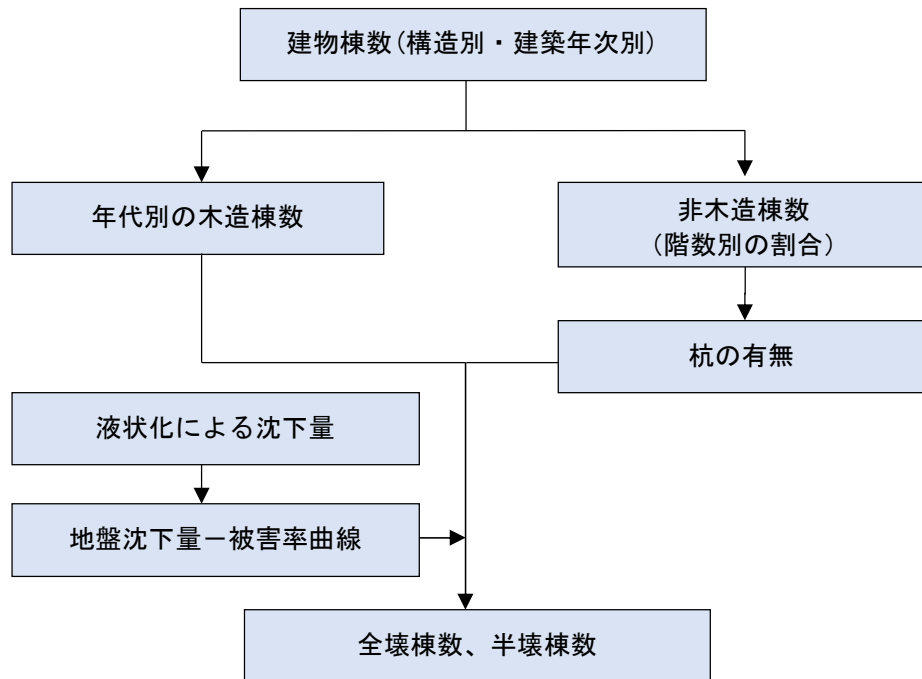 建物棟数(構造別・建築年次別)
年代別の木造棟数
非木造棟数
(階数別の割合)
杭の有無
液状化による沈下量
地盤沈下量ー被害率曲線
全壊棟数、半壊棟数